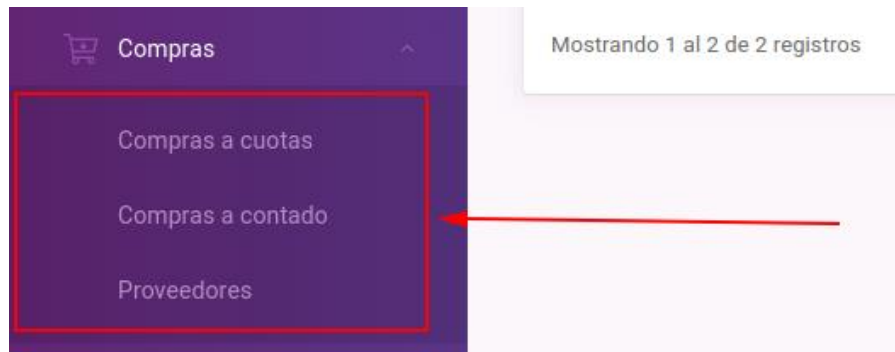 Compras
Mostrando 1 al 2 de 2 registros
Compras a cuotas
Compras a contado
Proveedores